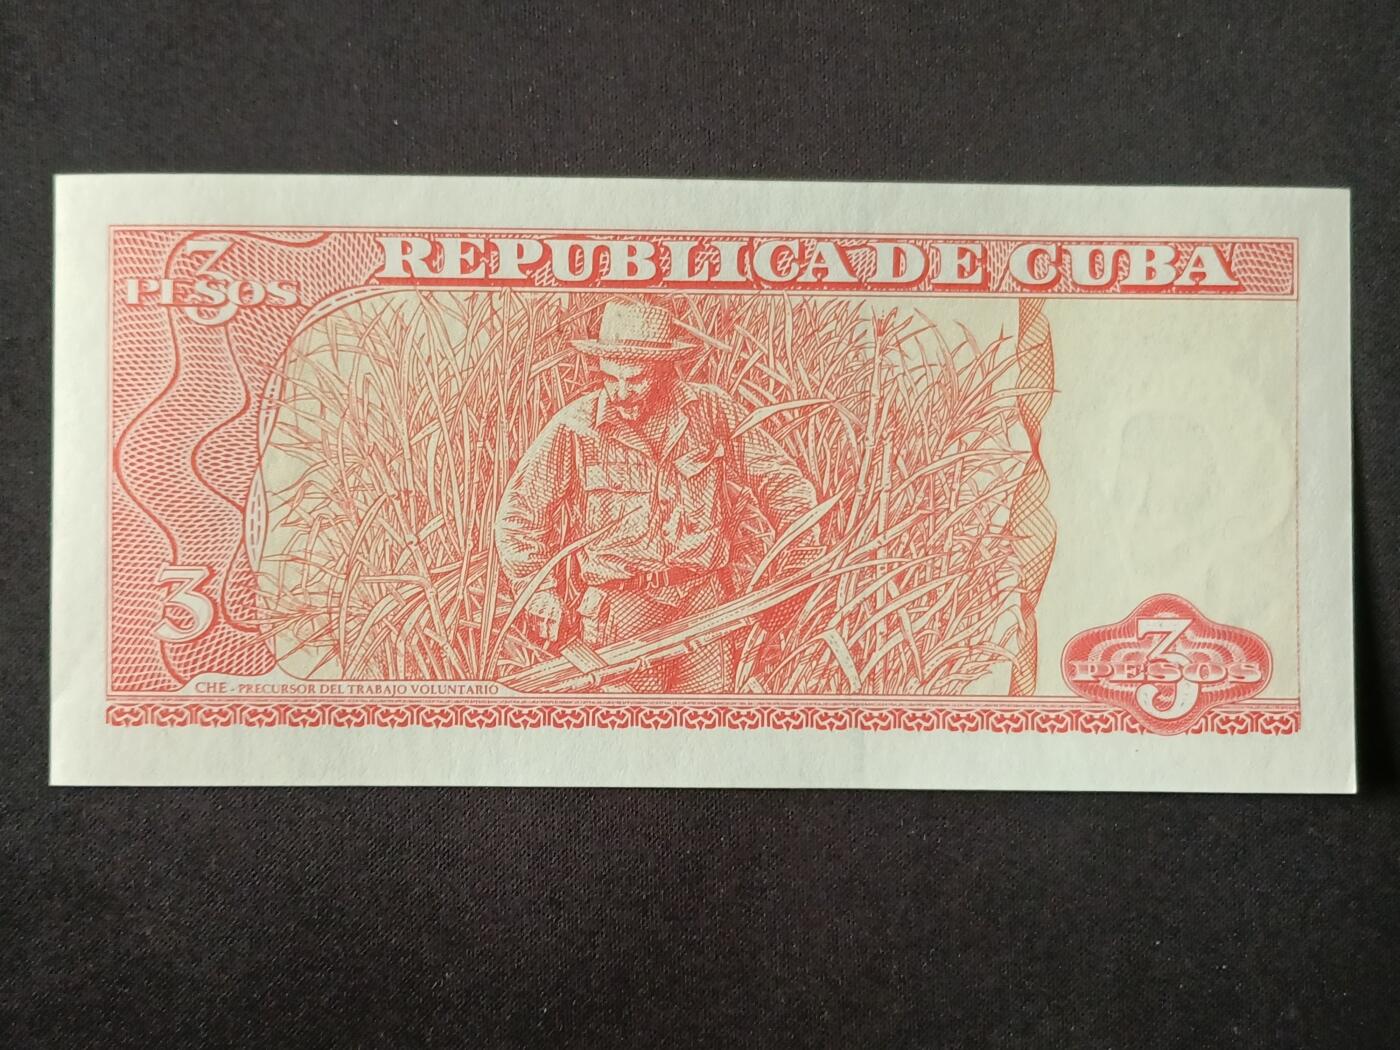 3
PESOS
REPUBLICA DE CUBA
3
CHE - PRECURSOR DEL TRABAJO VOLUNTARIO
3
PESOS